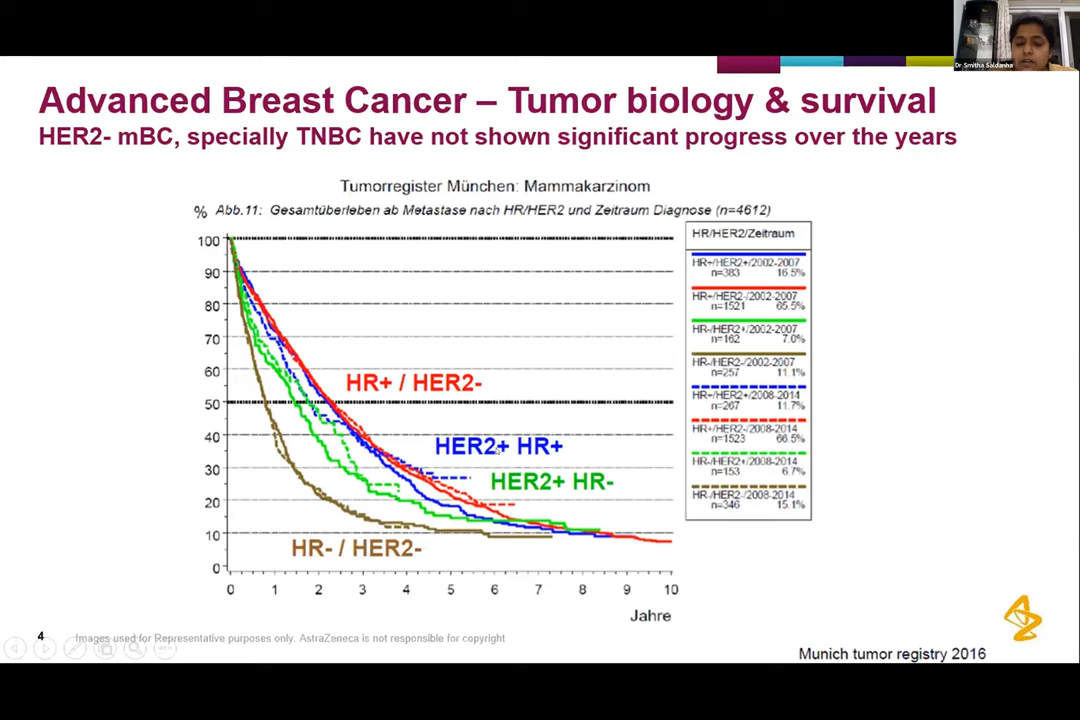 Dr Smitha Saldanha
Advanced Breast Cancer – Tumor biology & survival
HER2- mBC, specially TNBC have not shown significant progress over the years
Tumorregister München: Mammakarzinom
% Abb.11: Gesamtüberleben ab Metastase nach HR/HER2 und Zeitraum Diagnose (n=4612)
100
90
80
70
60
50
40
30
20
10
0
HR+ / HER2-
HER2+ HR+
HER2+ HR-
HR- / HER2-
0 1 2 3 4 5 6 7 8 9 10
Jahre
HR/HER2/Zeitraum
HR+/HER2+/2002-2007
n=383 16.5%
HR+/HER2-/2002-2007
n=1521 65.5%
HR-/HER2+/2002-2007
n=162 7.0%
HR-/HER2-/2002-2007
n=257 11.1%
HR+/HER2+/2008-2014
n=267 11.7%
HR+/HER2-/2008-2014
n=1523 66.5%
HR-/HER2+/2008-2014
n=153 6.7%
HR-/HER2-/2008-2014
n=346 15.1%
4
Images used for Representative purposes only. AstraZeneca is not responsible for copyright
Munich tumor registry 2016